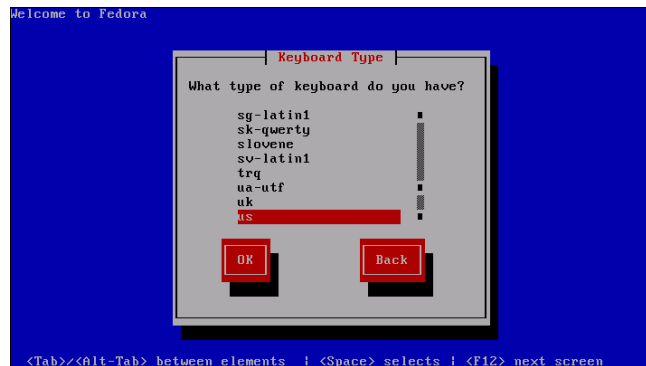 Welcome to Fedora
Keyboard Type
What type of keyboard do you have?
sg-latin1
sk-qwerty
slovene
sv-latin1
trq
ua-utf
uk
us
OK
Back
<Tab>/<Alt-Tab> between elements | <Space> selects | <F12> next screen